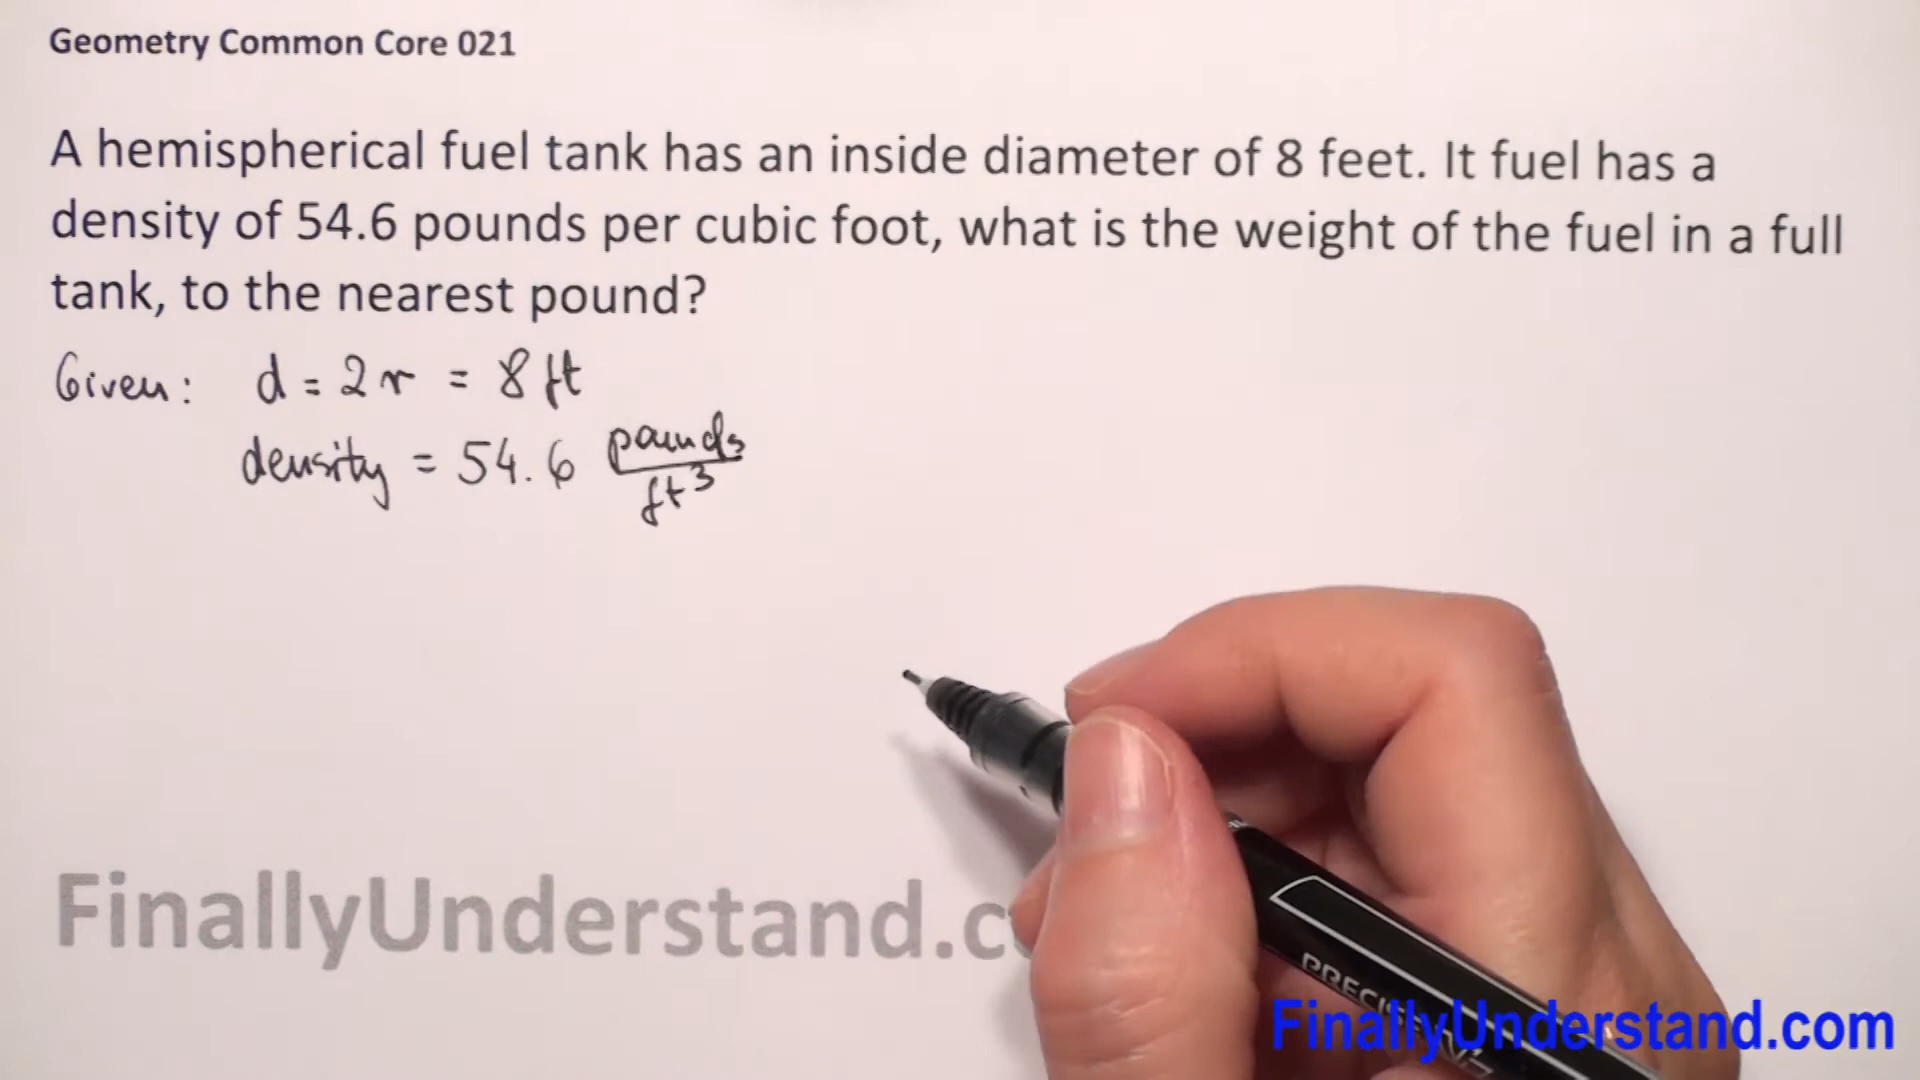 Geometry Common Core 021
A hemispherical fuel tank has an inside diameter of 8 feet. It fuel has a
density of 54.6 pounds per cubic foot, what is the weight of the fuel in a full
tank, to the nearest pound?
Given: d = 2r = 8 ft
density = 54.6 pounds
ft³
FinallyUnderstand.c
PRECISE V7
FinallyUnderstand.com